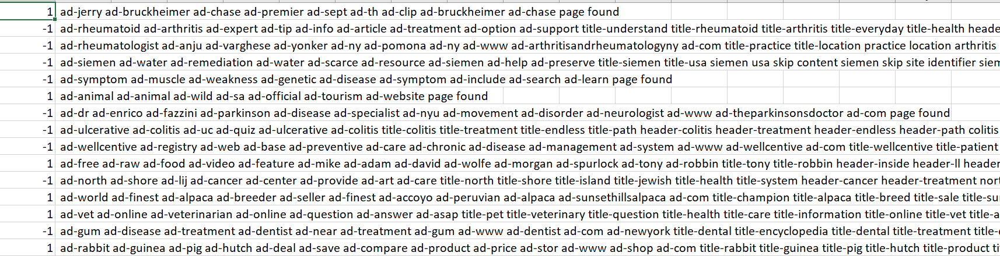 1 ad-jerry ad-bruckheimer ad-chase ad-premier ad-sept ad-th ad-clip ad-bruckheimer ad-chase page found
-1 ad-rheumatoid ad-arthritis ad-expert ad-tip ad-info ad-article ad-treatment ad-option ad-support title-understand title-rheumatoid title-arthritis title-everyday title-health heade
-1 ad-rheumatologist ad-anju ad-varghese ad-yonker ad-ny ad-pomona ad-ny ad-www ad-arthritisandrheumatologyny ad-com title-practice title-location practice location arthritis
-1 ad-siemen ad-water ad-remediation ad-water ad-scarce ad-resource ad-siemen ad-help ad-preserve title-siemen title-usa siemen usa skip content siemen skip site identifier siem
-1 ad-symptom ad-muscle ad-weakness ad-genetic ad-disease ad-symptom ad-include ad-search ad-learn page found
1 ad-animal ad-animal ad-wild ad-sa ad-official ad-tourism ad-website page found
-1 ad-dr ad-enrico ad-fazzini ad-parkinson ad-disease ad-specialist ad-nyu ad-movement ad-disorder ad-neurologist ad-www ad-theparkinsonsdoctor ad-com page found
-1 ad-ulcerative ad-colitis ad-uc ad-quiz ad-ulcerative ad-colitis title-colitis title-treatment title-endless title-path header-colitis header-treatment header-endless header-path colitis
-1 ad-wellcentive ad-registry ad-web ad-base ad-preventive ad-care ad-chronic ad-disease ad-management ad-system ad-www ad-wellcentive ad-com title-wellcentive title-patient
1 ad-free ad-raw ad-food ad-video ad-feature ad-mike ad-adam ad-david ad-wolfe ad-morgan ad-spurlock ad-tony ad-robbin title-tony title-robbin header-inside header-ll header
-1 ad-north ad-shore ad-lij ad-cancer ad-center ad-provide ad-art ad-care title-north title-shore title-island title-jewish title-health title-system header-cancer header-treatment nort
1 ad-world ad-finest ad-alpaca ad-breeder ad-seller ad-finest ad-accoyo ad-peruvian ad-alpaca ad-sunsethillsalpaca ad-com title-champion title-alpaca title-breed title-sale title-su
1 ad-vet ad-online ad-veterinarian ad-online ad-question ad-answer ad-asap title-pet title-veterinary title-question title-health title-care title-information title-online title-vet title-a
-1 ad-gum ad-disease ad-treatment ad-dentist ad-near ad-treatment ad-gum ad-www ad-dentist ad-com ad-newyork title-dental title-encyclopedia title-dental title-treatment title-
1 ad-rabbit ad-guinea ad-pig ad-hutch ad-deal ad-save ad-compare ad-product ad-price ad-stor ad-www ad-shop ad-com title-rabbit title-guinea title-pig title-hutch title-product ti